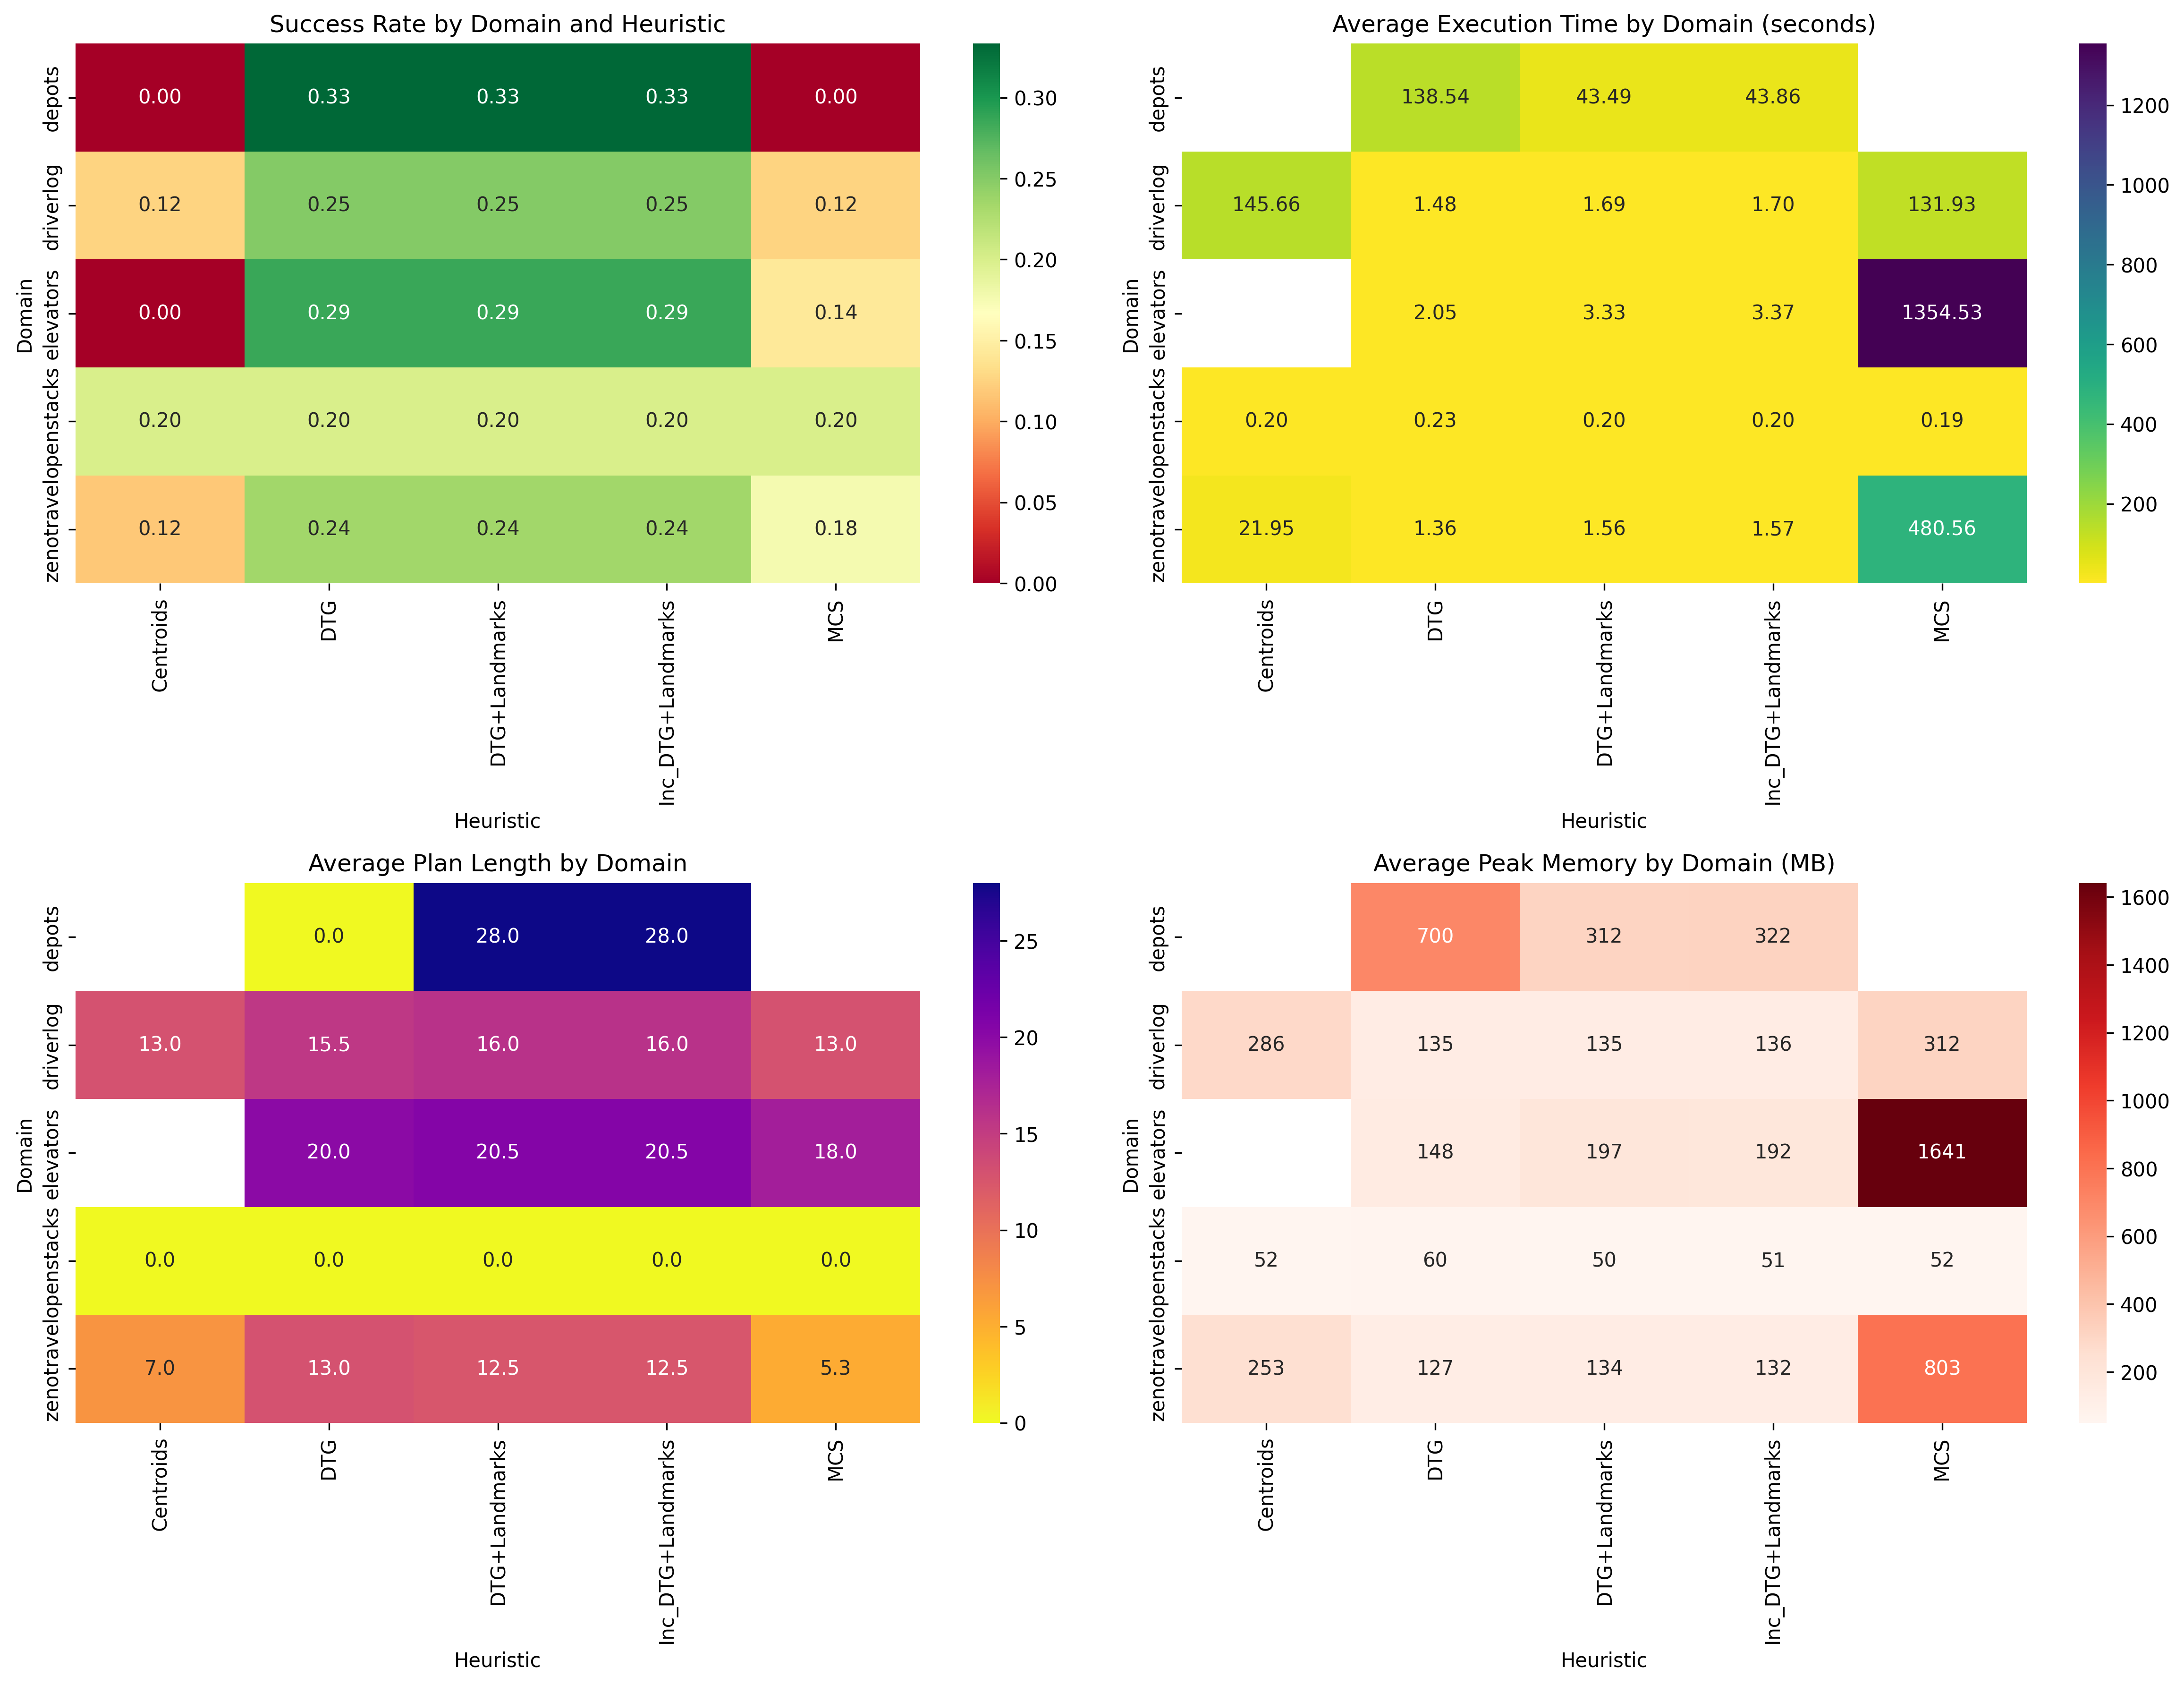 Success Rate by Domain and Heuristic
Domain
depots
driverlog
elevators
openstacks
zenotravel
0.00 0.33 0.33 0.33 0.00
0.12 0.25 0.25 0.25 0.12
0.00 0.29 0.29 0.29 0.14
0.20 0.20 0.20 0.20 0.20
0.12 0.24 0.24 0.24 0.18
Centroids
DTG
DTG+Landmarks
Inc_DTG+Landmarks
MCS
Heuristic
0.30
0.25
0.20
0.15
0.10
0.05
0.00
Average Execution Time by Domain (seconds)
Domain
depots
driverlog
elevators
openstacks
zenotravel
138.54 43.49 43.86
145.66 1.48 1.69 1.70 131.93
2.05 3.33 3.37 1354.53
0.20 0.23 0.20 0.20 0.19
21.95 1.36 1.56 1.57 480.56
Centroids
DTG
DTG+Landmarks
Inc_DTG+Landmarks
MCS
Heuristic
1200
1000
800
600
400
200
Average Plan Length by Domain
Domain
depots
driverlog
elevators
openstacks
zenotravel
0.0 28.0 28.0
13.0 15.5 16.0 16.0 13.0
20.0 20.5 20.5 18.0
0.0 0.0 0.0 0.0 0.0
7.0 13.0 12.5 12.5 5.3
Centroids
DTG
DTG+Landmarks
Inc_DTG+Landmarks
MCS
Heuristic
25
20
15
10
5
0
Average Peak Memory by Domain (MB)
Domain
depots
driverlog
elevators
openstacks
zenotravel
700 312 322
286 135 135 136 312
148 197 192 1641
52 60 50 51 52
253 127 134 132 803
Centroids
DTG
DTG+Landmarks
Inc_DTG+Landmarks
MCS
Heuristic
1600
1400
1200
1000
800
600
400
200